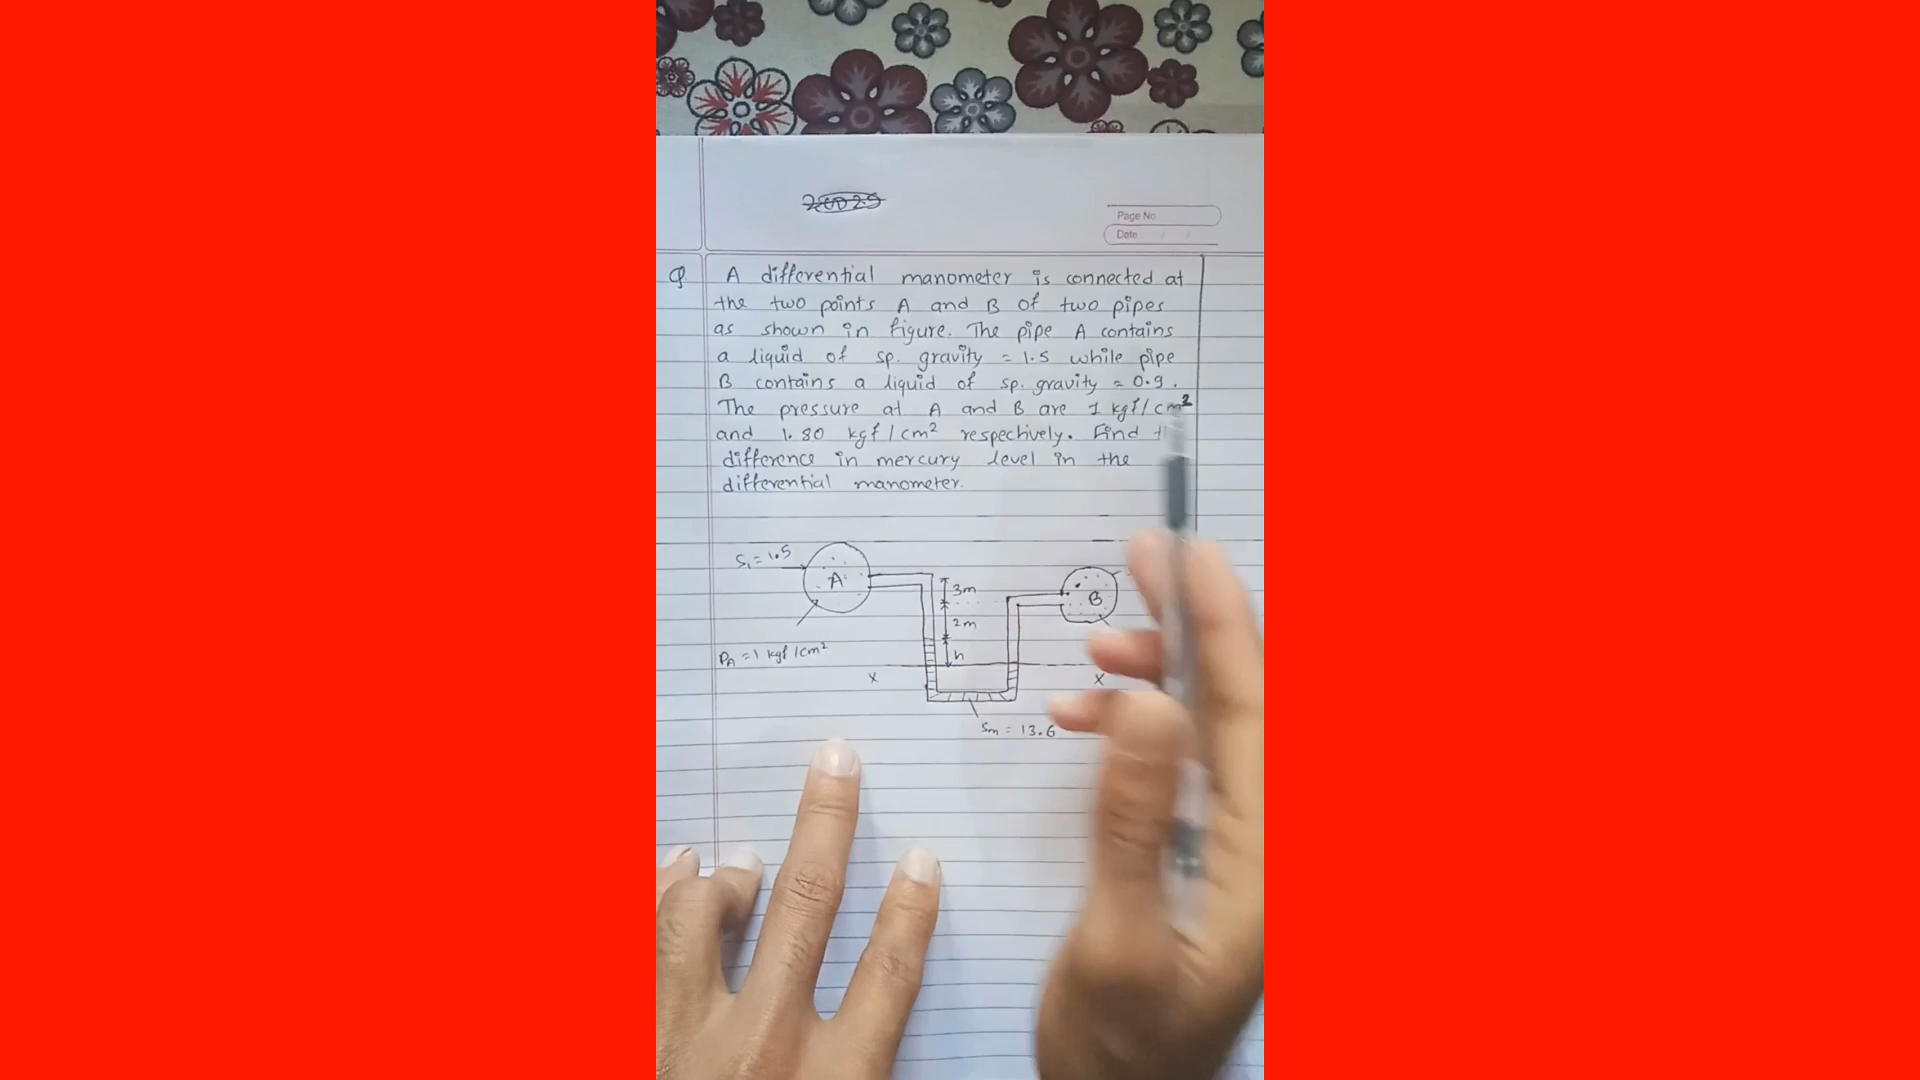 Page No
Date / /
Q A differential manometer is connected at
the two points A and B of two pipes
as shown in figure. The pipe A contains
a liquid of sp. gravity = 1.5 while pipe
B contains a liquid of sp. gravity = 0.9.
The pressure at A and B are 1 kgf/cm²
and 1.80 kgf/cm² respectively. Find
difference in mercury level in the
differential manometer.
S₁ = 1.5
A
3m
B
2m
PA = 1 kgf/cm²
h
X X
Sm = 13.6